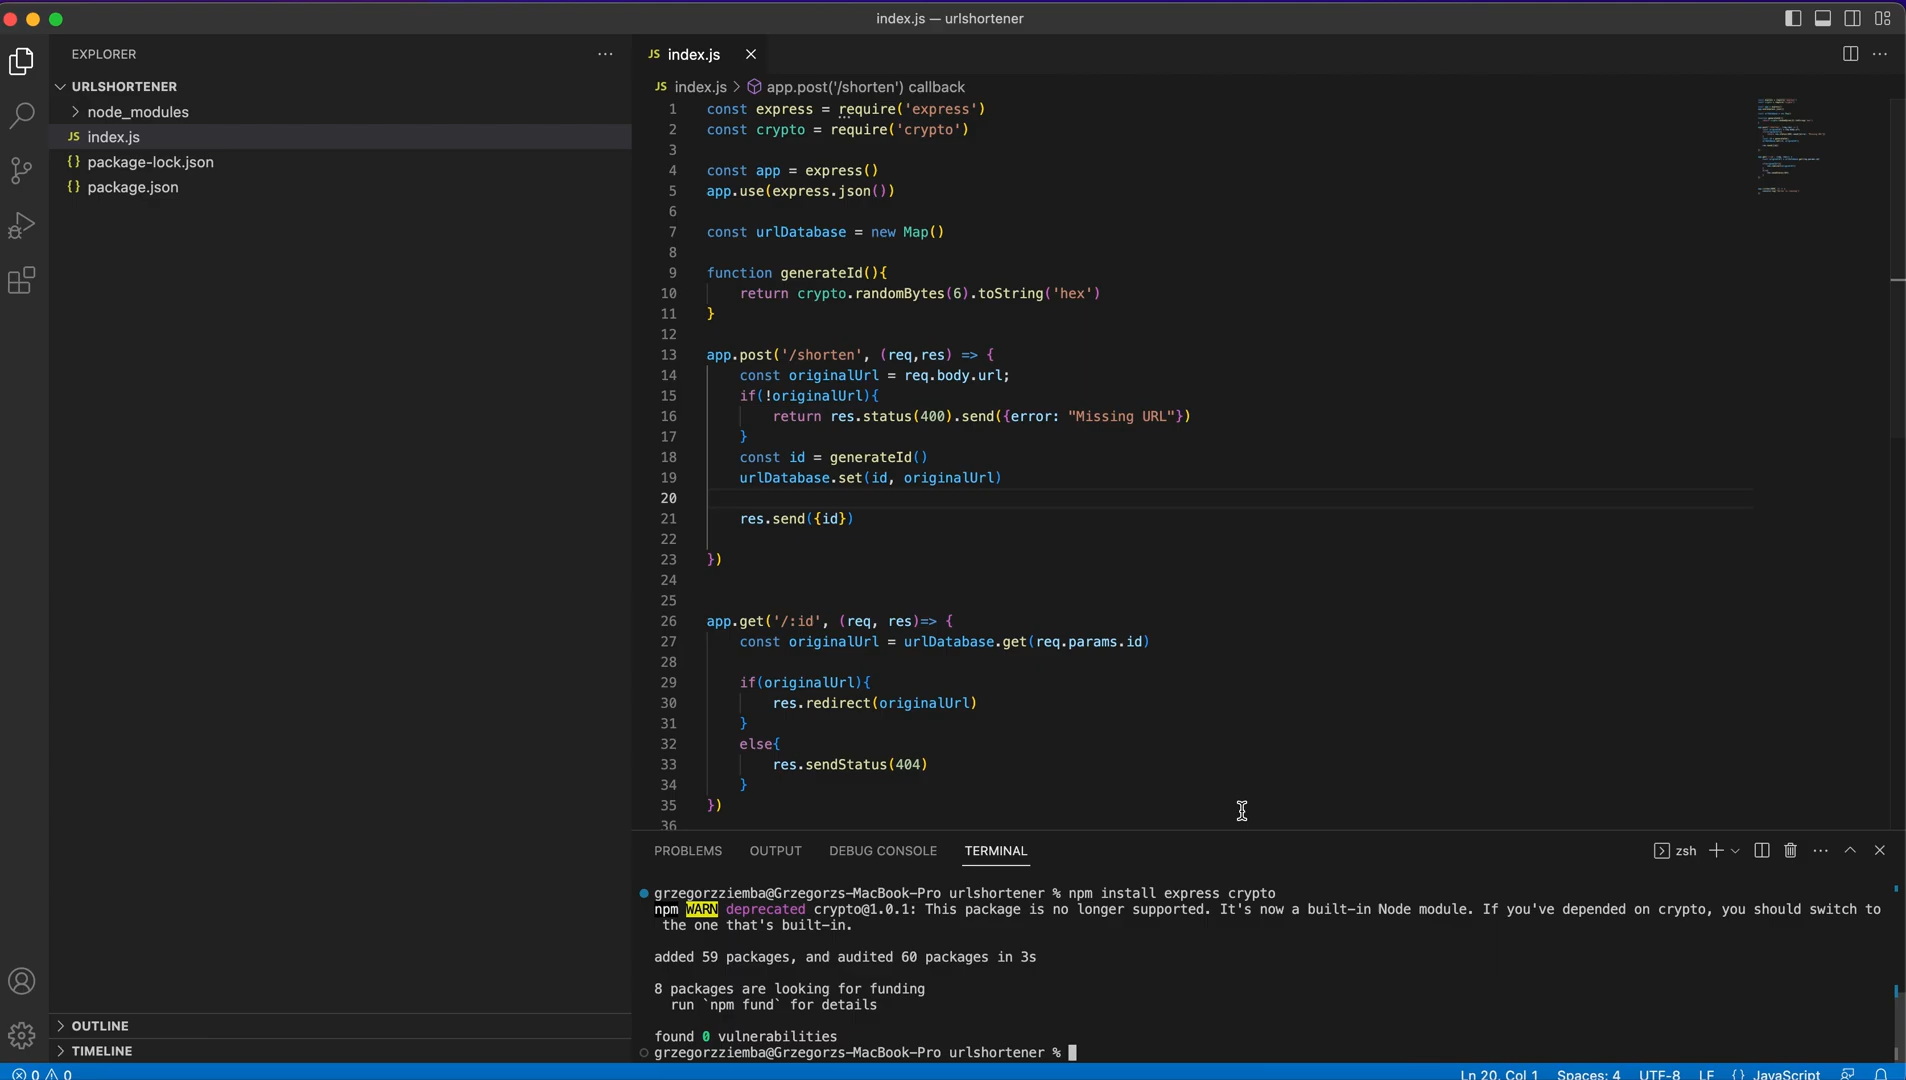 index.js — urlshortener
EXPLORER
URLSHORTENER
node_modules
JS index.js
{} package-lock.json
{} package.json
OUTLINE
TIMELINE
JS index.js
JS index.js > app.post('/shorten') callback
1 const express = require('express')
2 const crypto = require('crypto')
3
4 const app = express()
5 app.use(express.json())
6
7 const urlDatabase = new Map()
8
9 function generateId(){
10 return crypto.randomBytes(6).toString('hex')
11 }
12
13 app.post('/shorten', (req,res) => {
14 const originalUrl = req.body.url;
15 if(!originalUrl){
16 return res.status(400).send({error: "Missing URL"})
17 }
18 const id = generateId()
19 urlDatabase.set(id, originalUrl)
20
21 res.send({id})
22
23 })
24
25
26 app.get('/:id', (req, res)=> {
27 const originalUrl = urlDatabase.get(req.params.id)
28
29 if(originalUrl){
30 res.redirect(originalUrl)
31 }
32 else{
33 res.sendStatus(404)
34 }
35 })
36
PROBLEMS OUTPUT DEBUG CONSOLE TERMINAL
zsh
grzegorzziemba@Grzegorzs-MacBook-Pro urlshortener % npm install express crypto
npm WARN deprecated crypto@1.0.1: This package is no longer supported. It's now a built-in Node module. If you've depended on crypto, you should switch to
the one that's built-in.
added 59 packages, and audited 60 packages in 3s
8 packages are looking for funding
run `npm fund` for details
found 0 vulnerabilities
grzegorzziemba@Grzegorzs-MacBook-Pro urlshortener %
0 0
Ln 20, Col 1 Spaces: 4 UTF-8 LF {} JavaScript